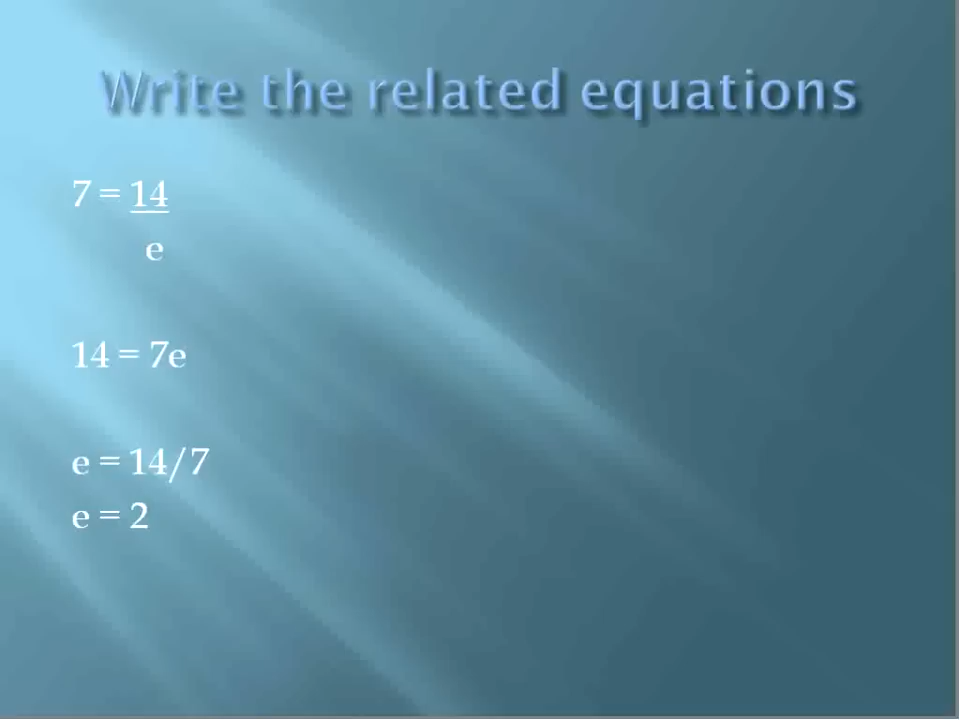 Write the related equations
7 = 14
e
14 = 7e
e = 14/7
e = 2